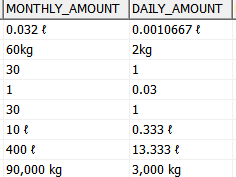 MONTHLY_AMOUNT DAILY_AMOUNT
0.032 ℓ 0.0010667 ℓ
60kg 2kg
30 1
1 0.03
30 1
10 ℓ 0.333 ℓ
400 ℓ 13.333 ℓ
90,000 kg 3,000 kg